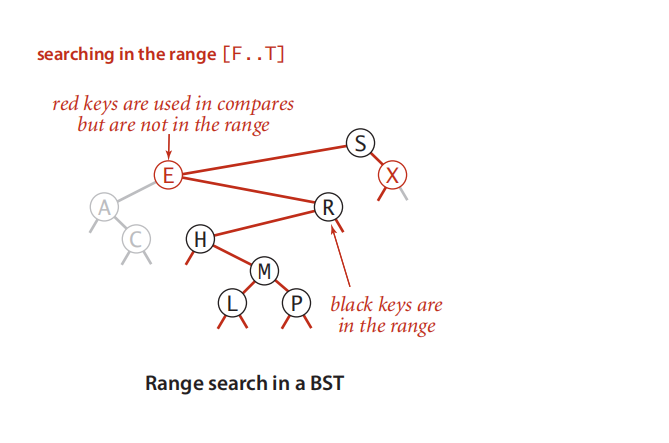 searching in the range [F..T]
red keys are used in compares
but are not in the range
S
E
X
A
R
C
H
M
L
P
black keys are
in the range
Range search in a BST